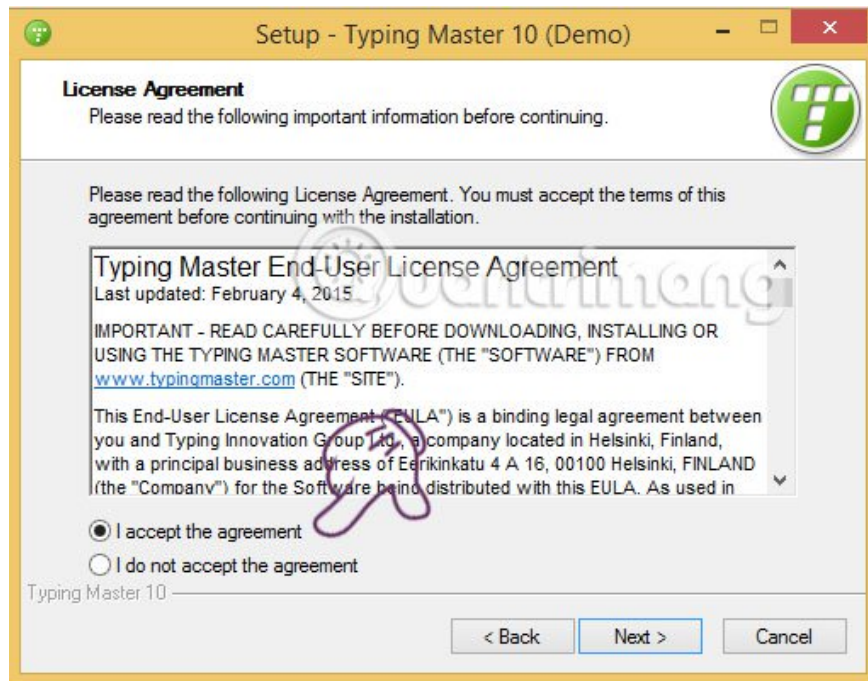 Setup - Typing Master 10 (Demo)
License Agreement
Please read the following important information before continuing.
Please read the following License Agreement. You must accept the terms of this
agreement before continuing with the installation.
Typing Master End-User License Agreement
Last updated: February 4, 2015
Quantrimang
IMPORTANT - READ CAREFULLY BEFORE DOWNLOADING, INSTALLING OR
USING THE TYPING MASTER SOFTWARE (THE "SOFTWARE") FROM
www.typingmaster.com (THE "SITE").
This End-User License Agreement ("EULA") is a binding legal agreement between
you and Typing Innovation Group Ltd., a company located in Helsinki, Finland,
with a principal business address of Eerikinkatu 4 A 16, 00100 Helsinki, FINLAND
(the "Company") for the Software being distributed with this EULA. As used in
I accept the agreement
I do not accept the agreement
Typing Master 10
< Back
Next >
Cancel